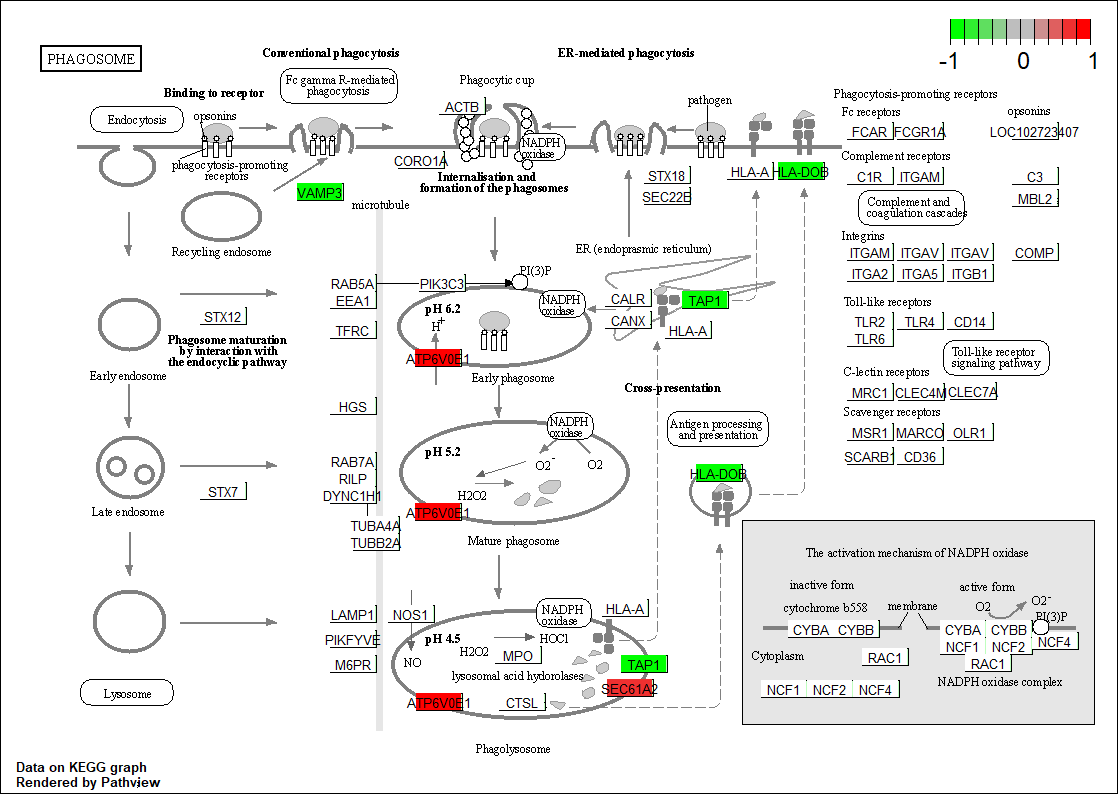 PHAGOSOME
-1 0 1
Conventional phagocytosis
ER-mediated phagocytosis
Binding to receptor
Fc gamma R-mediated
phagocytosis
Phagocytic cup
Endocytosis
opsonins
ACTB
pathogen
NADPH
oxidase
phagocytosis-promoting
receptors
CORO1A
Internalisation and
formation of the phagosomes
STX18
SEC22B
HLA-A
HLA-DOB
VAMP3
microtubule
Recycling endosome
ER (endoprasmic reticulum)
Phagocytosis-promoting receptors
Fc receptors
opsonins
FCAR
FCGR1A
LOC102723407
Complement receptors
C1R
ITGAM
C3
MBL2
Complement and
coagulation cascades
Integrins
ITGAM
ITGAV
ITGAV
COMP
ITGA2
ITGA5
ITGB1
Toll-like receptors
TLR2
TLR4
CD14
TLR6
Toll-like receptor
signaling pathway
C-lectin receptors
MRC1
CLEC4M
CLEC7A
Scavenger receptors
MSR1
MARCO
OLR1
SCARB1
CD36
RAB5A
EEA1
PIK3C3
PI(3)P
STX12
TFRC
pH 6.2
H+
NADPH
oxidase
CALR
CANX
TAP1
HLA-A
Phagosome maturation
by interaction with
the endocyclic pathway
ATP6V0E1
Early endosome
Early phagosome
Cross-presentation
HGS
Antigen processing
and presentation
NADPH
oxidase
pH 5.2
O2-
O2
H2O2
RAB7A
RILP
DYNC1H1
STX7
HLA-DOB
ATP6V0E1
Late endosome
TUBA4A
TUBB2A
Mature phagosome
LAMP1
NOS1
NADPH
oxidase
HLA-A
PIKFYVE
pH 4.5
HOCl
H2O2
MPO
M6PR
NO
lysosomal acid hydorolases
TAP1
SEC61A2
Lysosome
ATP6V0E1
CTSL
Phagolysosome
The activation mechanism of NADPH oxidase
inactive form
active form
cytochrome b558
membrane
O2
O2-
PI(3)P
CYBA
CYBB
CYBA
CYBB
NCF1
NCF2
NCF4
Cytoplasm
RAC1
RAC1
NCF1
NCF2
NCF4
NADPH oxidase complex
Data on KEGG graph
Rendered by Pathview